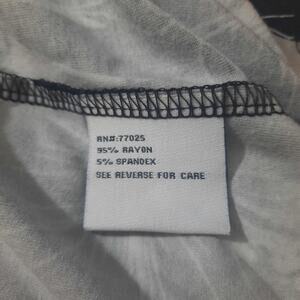 RN#:77025
95% RAYON
5% SPANDEX
SEE REVERSE FOR CARE